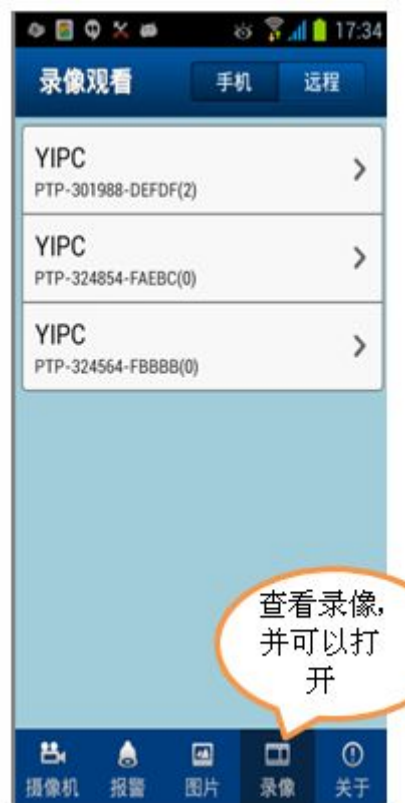 17:34
录像观看
手机
远程
YIPC
PTP-301988-DEFDF(2)
YIPC
PTP-324854-FAEBC(0)
YIPC
PTP-324564-FBBBB(0)
查看录像,
并可以打
开
摄像机
报警
图片
录像
关于